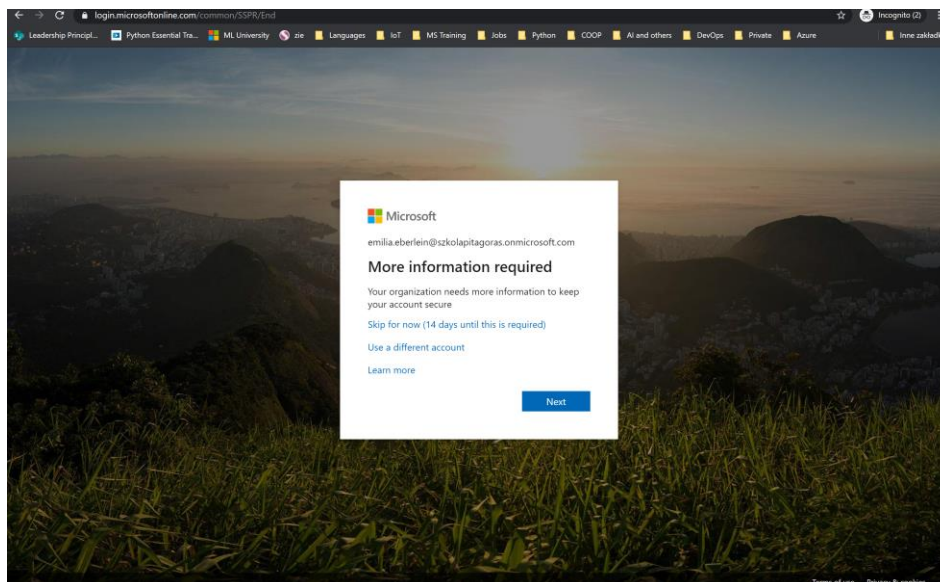 login.microsoftonline.com/common/SSPR/End
Incognito (2)
Leadership Principl... Python Essential Tra... ML University zie Languages IoT MS Training Jobs Python COOP AI and others DevOps Private Azure Inne zakład
Microsoft
emilia.eberlein@szkolapitagoras.onmicrosoft.com
More information required
Your organization needs more information to keep
your account secure
Skip for now (14 days until this is required)
Use a different account
Learn more
Next
Terms of use Privacy & cookies